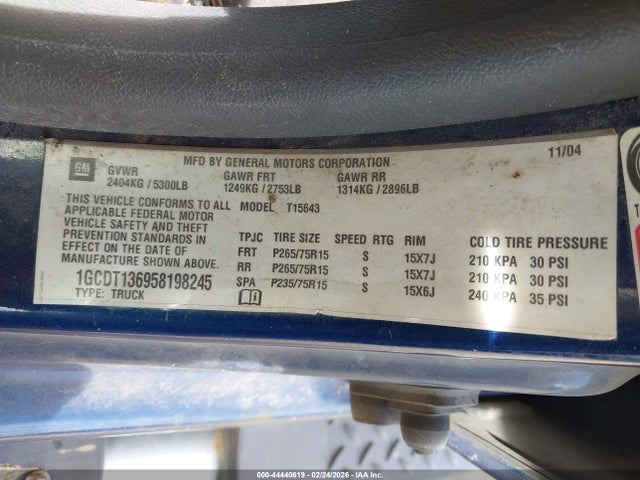 MFD BY GENERAL MOTORS CORPORATION 11/04
GM GVWR GAWR FRT GAWR RR
2404KG / 5300LB 1249KG / 2753LB 1314KG / 2896LB
THIS VEHICLE CONFORMS TO ALL MODEL T15643
APPLICABLE FEDERAL MOTOR
VEHICLE SAFETY AND THEFT
PREVENTION STANDARDS IN
EFFECT ON THE DATE OF
MANUFACTURE SHOWN ABOVE.
1GCDT136958198245
TYPE: TRUCK
TPJC TIRE SIZE SPEED RTG RIM COLD TIRE PRESSURE
FRT P265/75R15 S 15X7J 210 KPA 30 PSI
RR P265/75R15 S 15X7J 210 KPA 30 PSI
SPA P235/75R15 S 15X6J 240 KPA 35 PSI
000-44440619 - 02/24/2026 - IAA Inc.